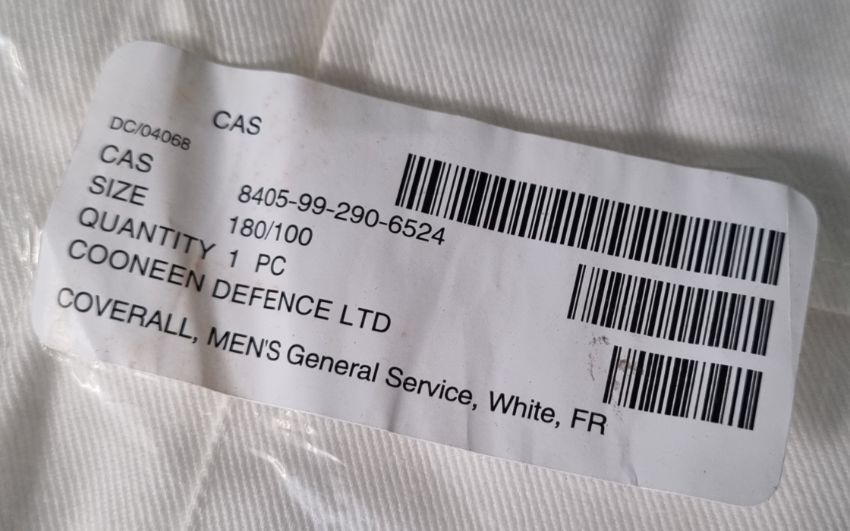 CAS
DC/04068
CAS 8405-99-290-6524
SIZE 180/100
QUANTITY 1 PC
COONEEN DEFENCE LTD
COVERALL, MEN'S General Service, White, FR